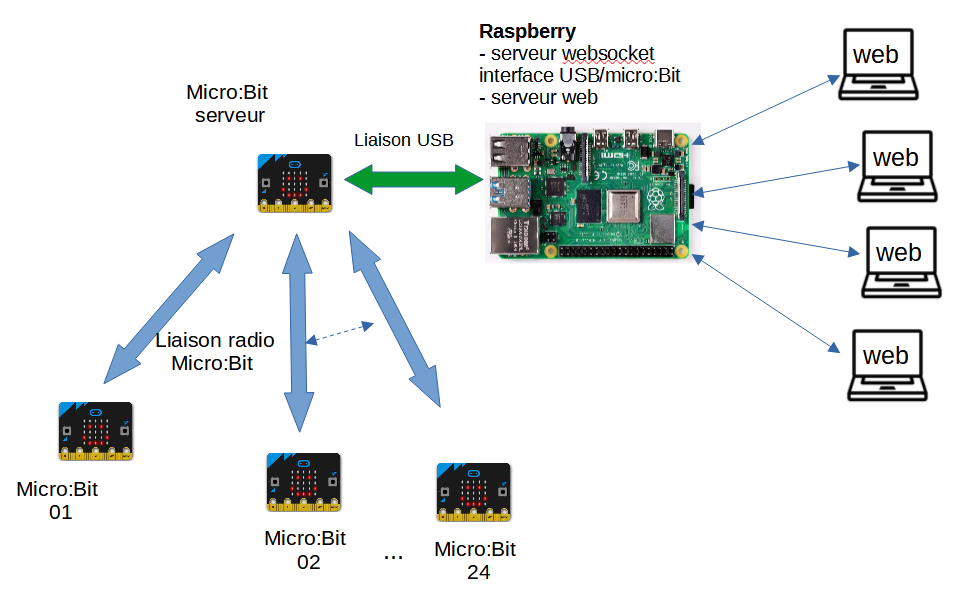 Raspberry
- serveur websocket
interface USB/micro:Bit
- serveur web
web
Micro:Bit
serveur
Liaison USB
web
web
Liaison radio
Micro:Bit
web
Micro:Bit
01
Micro:Bit
02
...
Micro:Bit
24